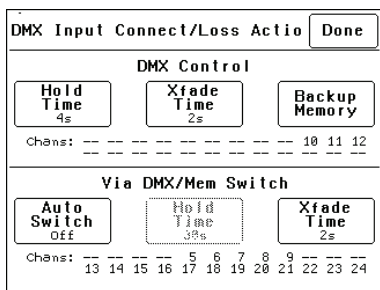 DMX Input Connect/Loss Actio Done
DMX Control
Hold Time 4s
Xfade Time 2s
Backup Memory
Chans: -- -- -- -- -- -- -- -- -- 10 11 12
-- -- -- -- -- -- -- -- -- -- -- --
Via DMX/Mem Switch
Auto Switch Off
Hold Time 30s
Xfade Time 2s
Chans: -- -- -- -- 5 6 7 8 9 -- -- --
13 14 15 16 17 18 19 20 21 22 23 24